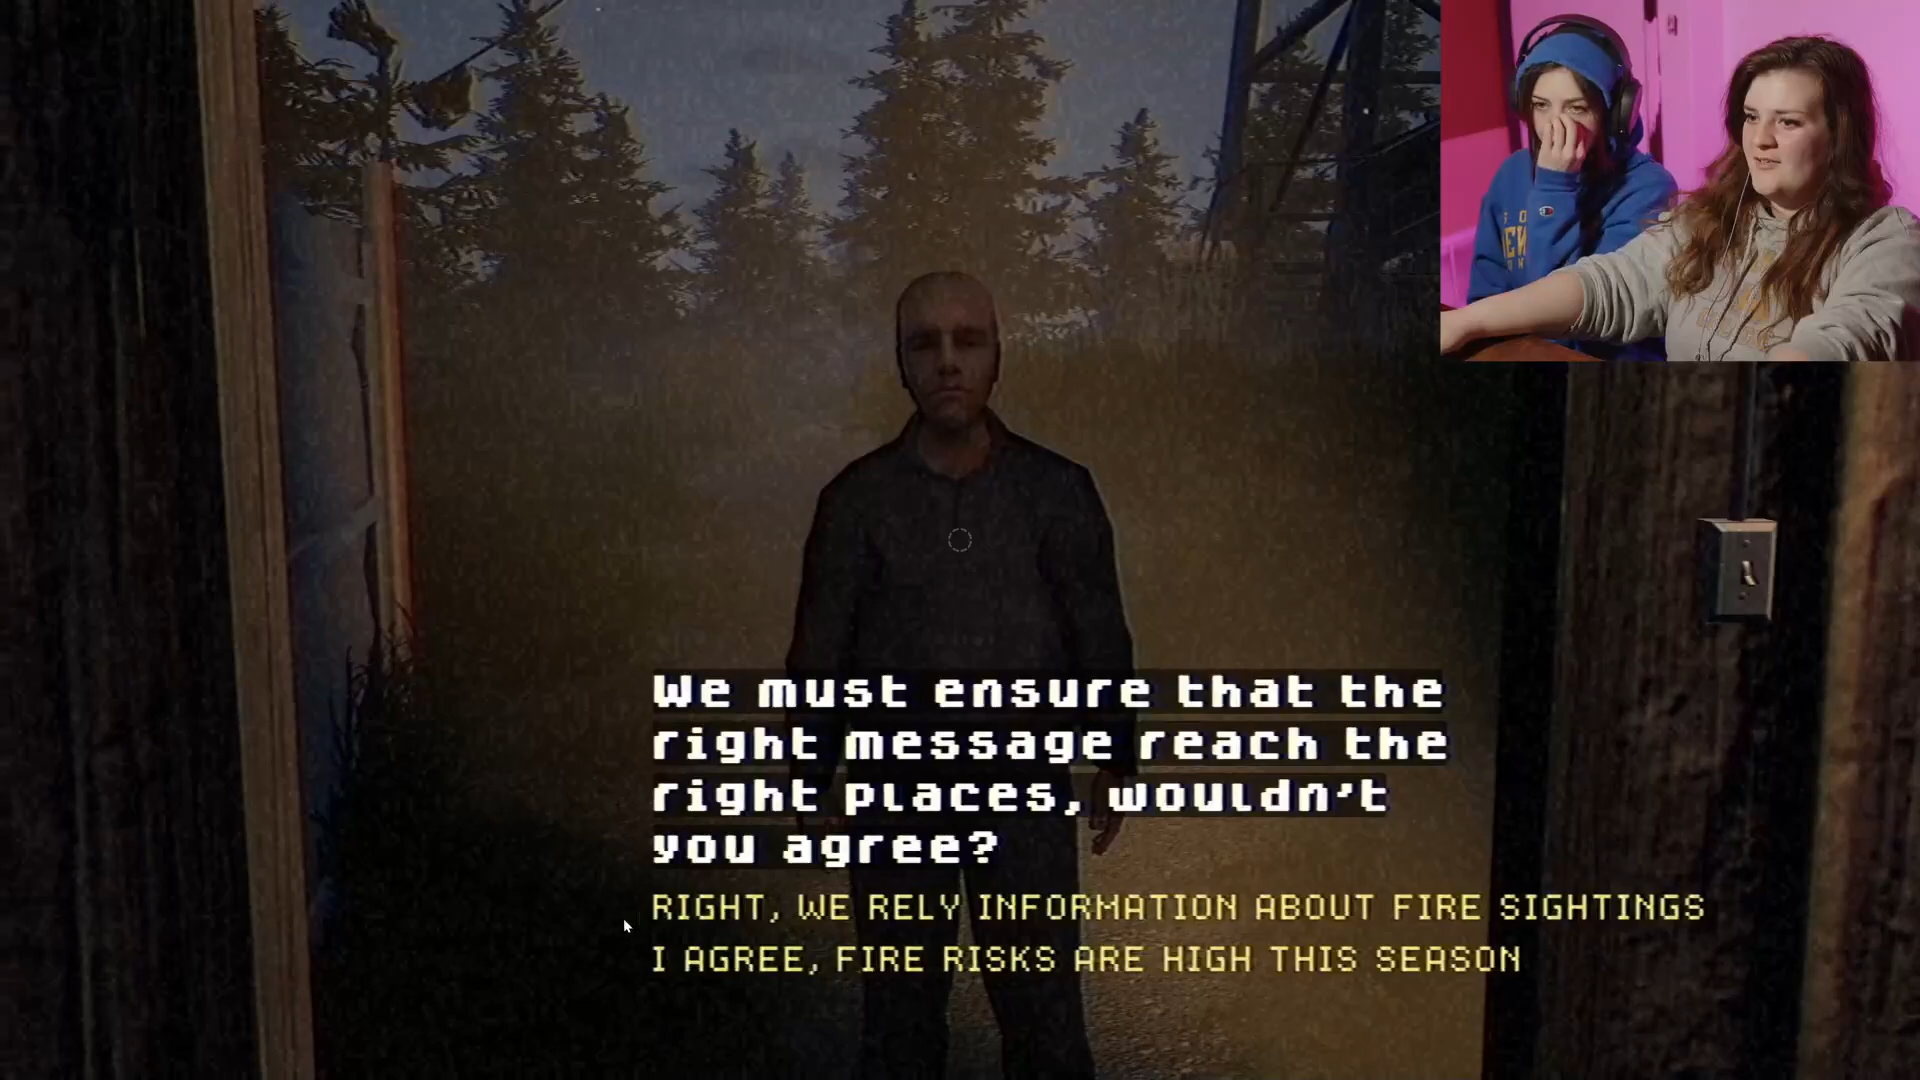 We must ensure that the
right message reach the
right places, wouldn't
you agree?
RIGHT, WE RELY INFORMATION ABOUT FIRE SIGHTINGS
I AGREE, FIRE RISKS ARE HIGH THIS SEASON